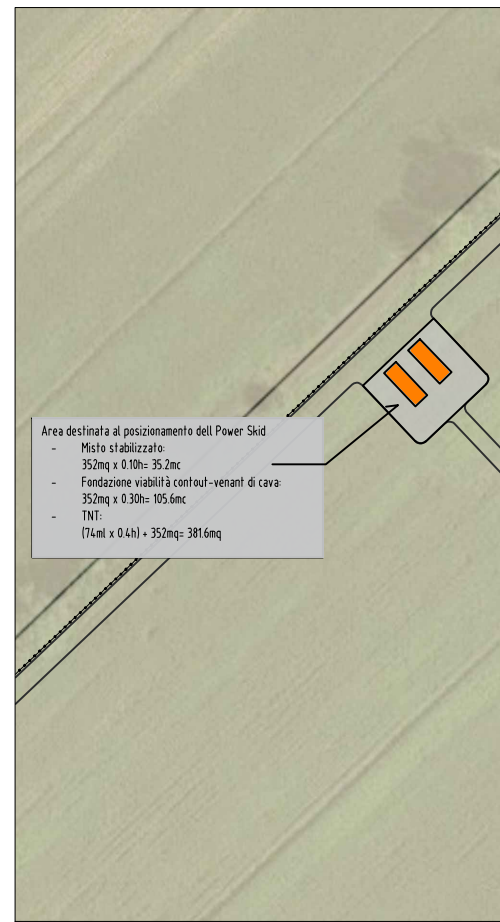 Area destinata al posizionamento dell Power Skid
- Misto stabilizzato:
352mq x 0.10h= 35.2mc
- Fondazione viabilità contout-venant di cava:
352mq x 0.30h= 105.6mc
- TNT:
(74ml x 0.4h) + 352mq= 381.6mq